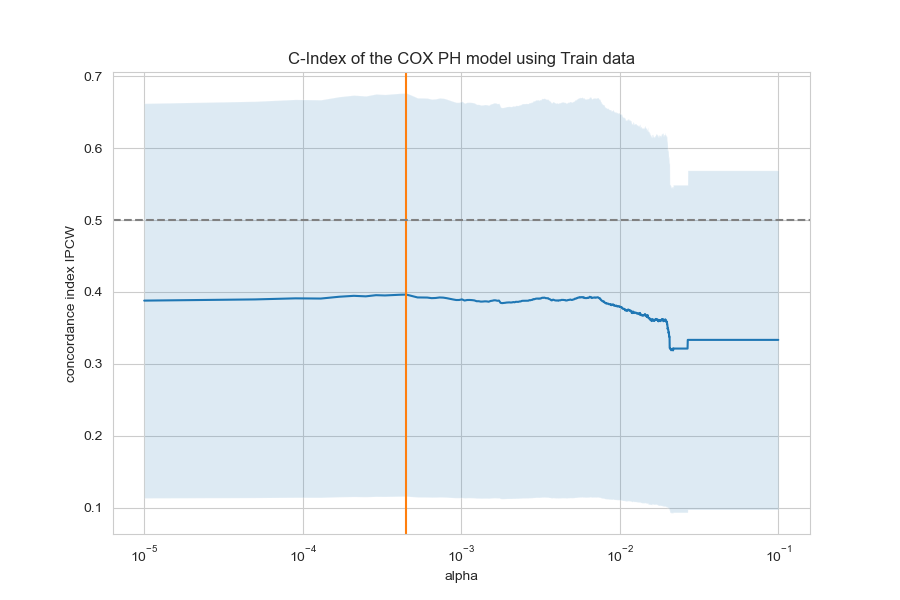 C-Index of the COX PH model using Train data
concordance index IPCW
0.7
0.6
0.5
0.4
0.3
0.2
0.1
10⁻⁵ 10⁻⁴ 10⁻³ 10⁻² 10⁻¹
alpha